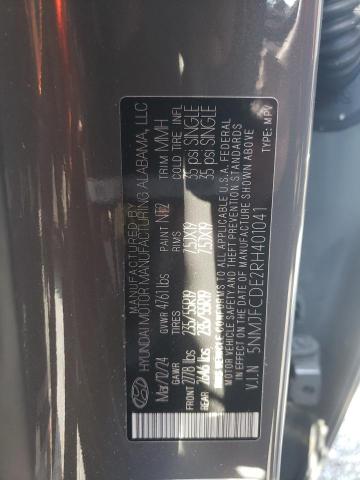 MANUFACTURED BY
HYUNDAI MOTOR MANUFACTURING ALABAMA, LLC
Mar/12/24 GVWR 4761 lbs PAINT TRIM MMH
GAWR TIRES RIMS COLD TIRE INFL
FRONT 2778 lbs 235/55R19 7.5JX19 35 psi SINGLE
REAR 2646 lbs 235/55R19 7.5JX19 35 psi SINGLE
THIS VEHICLE CONFORMS TO ALL APPLICABLE U.S.A. FEDERAL
MOTOR VEHICLE SAFETY, BUMPER, AND THEFT PREVENTION STANDARDS
IN EFFECT ON THE DATE OF MANUFACTURE SHOWN ABOVE.
V.I.N 5NMJFCDE2RH401041 TYPE: MPV